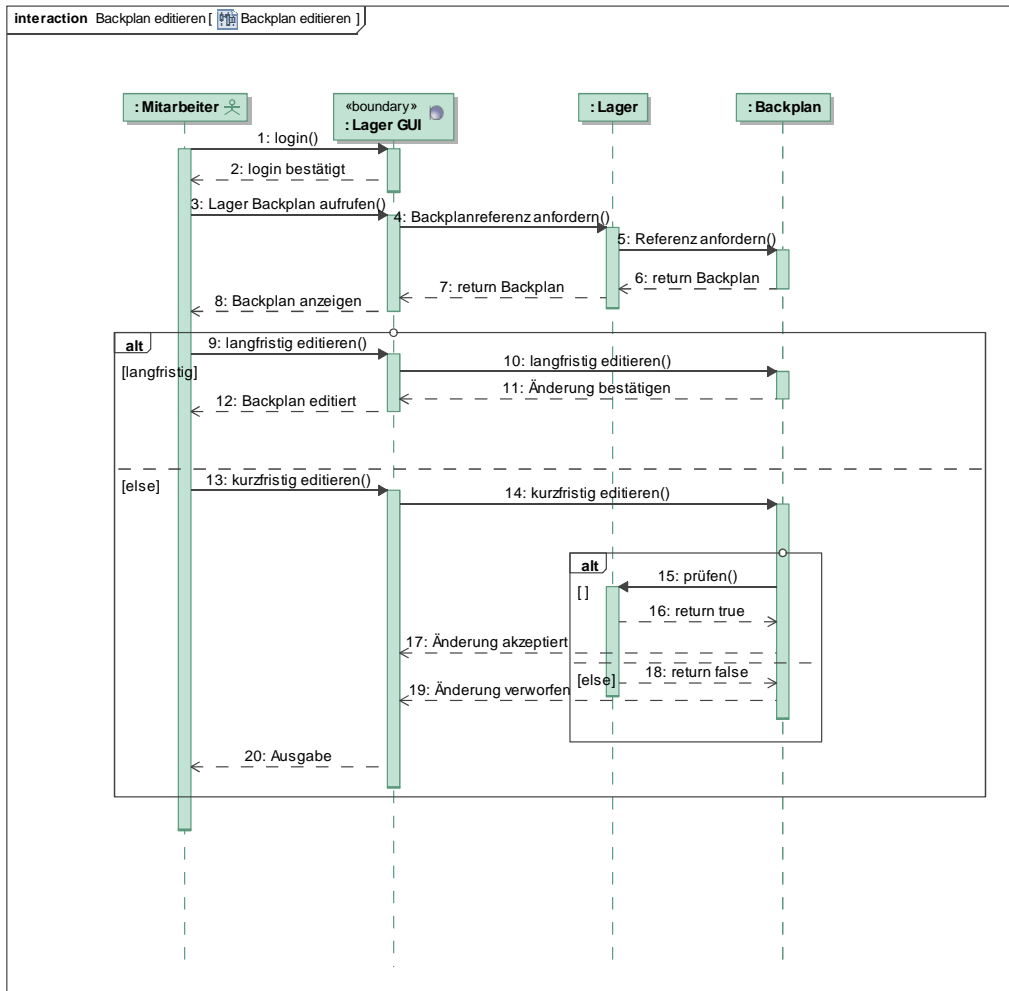 interaction Backplan editieren [ Backplan editieren ]
: Mitarbeiter
«boundary»
: Lager GUI
: Lager
: Backplan
1: login()
2: login bestätigt
3: Lager Backplan aufrufen()
4: Backplanreferenz anfordern()
5: Referenz anfordern()
6: return Backplan
7: return Backplan
8: Backplan anzeigen
alt
9: langfristig editieren()
[langfristig]
10: langfristig editieren()
11: Änderung bestätigen
12: Backplan editiert
[else]
13: kurzfristig editieren()
14: kurzfristig editieren()
alt
15: prüfen()
[ ]
16: return true
17: Änderung akzeptiert
[else]
18: return false
19: Änderung verworfen
20: Ausgabe